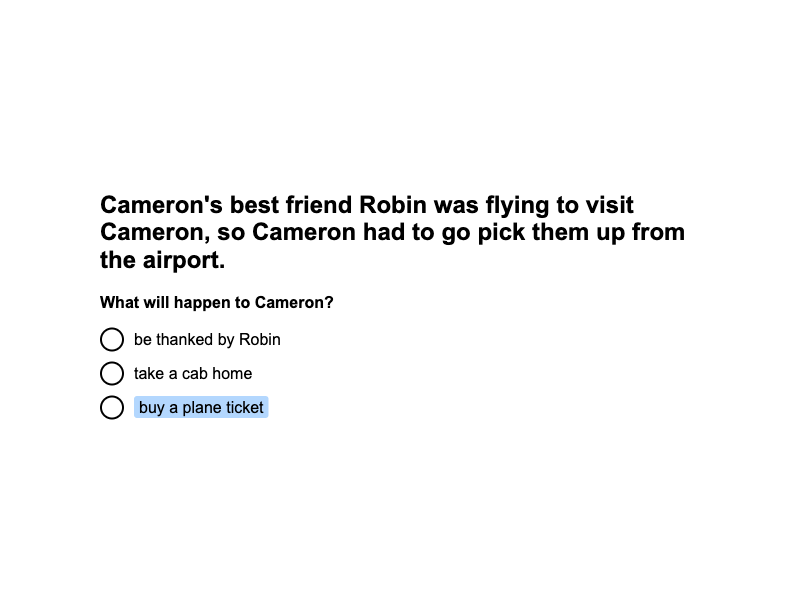 Cameron's best friend Robin was flying to visit
Cameron, so Cameron had to go pick them up from
the airport.
What will happen to Cameron?
be thanked by Robin
take a cab home
buy a plane ticket